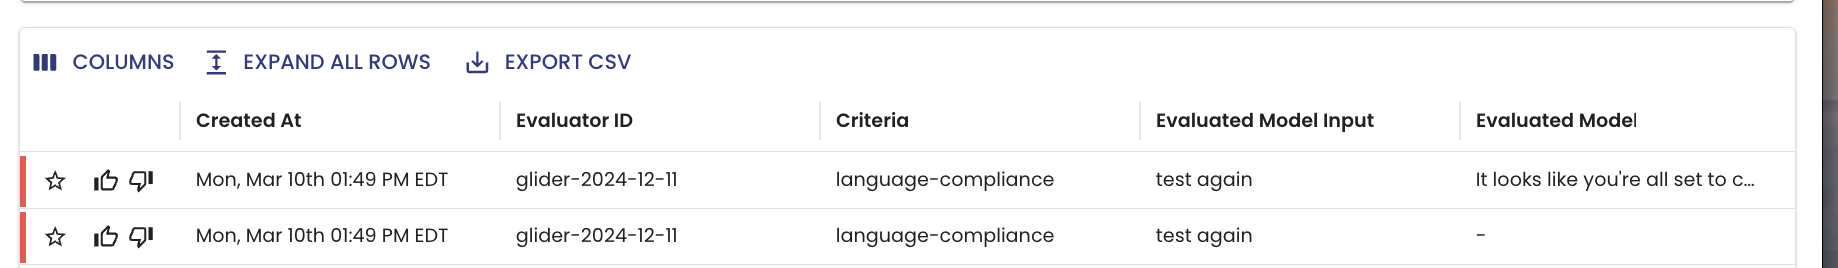 COLUMNS EXPAND ALL ROWS EXPORT CSV
Created At Evaluator ID Criteria Evaluated Model Input Evaluated Model
Mon, Mar 10th 01:49 PM EDT glider-2024-12-11 language-compliance test again It looks like you're all set to c...
Mon, Mar 10th 01:49 PM EDT glider-2024-12-11 language-compliance test again -